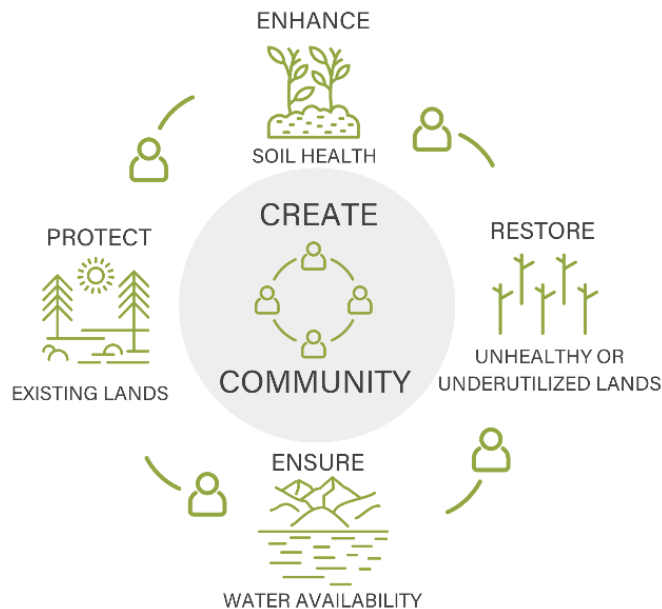 ENHANCE
SOIL HEALTH
CREATE
COMMUNITY
PROTECT
EXISTING LANDS
RESTORE
UNHEALTHY OR
UNDERUTILIZED LANDS
ENSURE
WATER AVAILABILITY